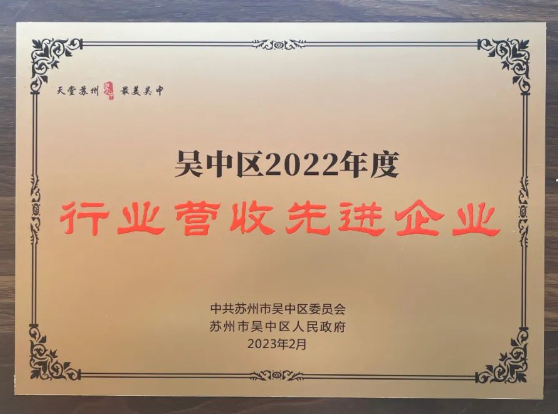 天堂苏州 最美吴中
吴中区2022年度
行业营收先进企业
中共苏州市吴中区委员会
苏州市吴中区人民政府
2023年2月